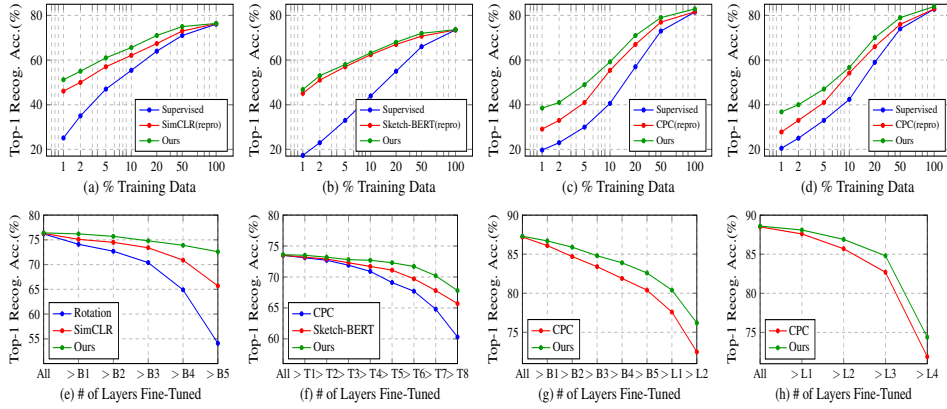 Top-1 Recog. Acc.(%)
80
60
40
20
Supervised
SimCLR(repro)
Ours
1 2 5 10 20 50 100
(a) % Training Data
Top-1 Recog. Acc.(%)
80
60
40
20
Supervised
Sketch-BERT(repro)
Ours
1 2 5 10 20 50 100
(b) % Training Data
Top-1 Recog. Acc.(%)
80
60
40
20
Supervised
CPC(repro)
Ours
1 2 5 10 20 50 100
(c) % Training Data
Top-1 Recog. Acc.(%)
80
60
40
20
Supervised
CPC(repro)
Ours
1 2 5 10 20 50 100
(d) % Training Data
Top-1 Recog. Acc.(%)
80
75
70
65
60
55
Rotation
SimCLR
Ours
All > B1 > B2 > B3 > B4 > B5
(e) # of Layers Fine-Tuned
Top-1 Recog. Acc.(%)
80
75
70
65
60
CPC
Sketch-BERT
Ours
All > T1> T2> T3> T4> T5> T6> T7> T8
(f) # of Layers Fine-Tuned
Top-1 Recog. Acc.(%)
90
85
80
75
CPC
Ours
All > B1 > B2 > B3 > B4 > B5 > L1 > L2
(g) # of Layers Fine-Tuned
Top-1 Recog. Acc.(%)
90
85
80
75
CPC
Ours
All > L1 > L2 > L3 > L4
(h) # of Layers Fine-Tuned